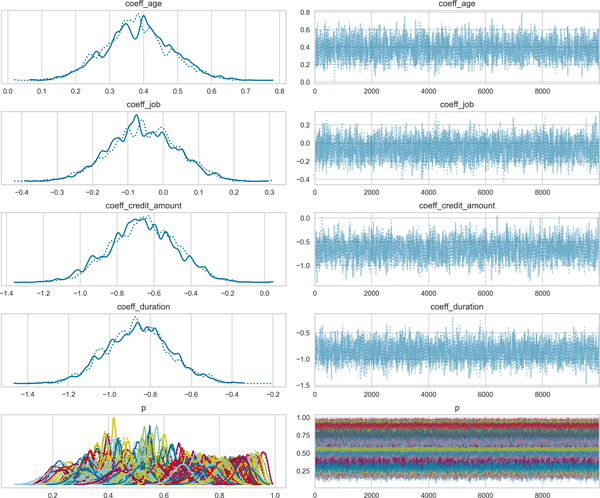 coeff_age
coeff_age
0.8
0.6
0.4
0.2
0.0
0.0 0.1 0.2 0.3 0.4 0.5 0.6 0.7 0.8
0 2000 4000 6000 8000
coeff_job
coeff_job
0.2
0.0
−0.2
−0.4
−0.4 −0.3 −0.2 −0.1 0.0 0.1 0.2 0.3
0 2000 4000 6000 8000
coeff_credit_amount
coeff_credit_amount
0.0
−0.5
−1.0
−1.4 −1.2 −1.0 −0.8 −0.6 −0.4 −0.2 0.0
0 2000 4000 6000 8000
coeff_duration
coeff_duration
−0.5
−1.0
−1.5
−1.4 −1.2 −1.0 −0.8 −0.6 −0.4 −0.2
0 2000 4000 6000 8000
p
p
1.00
0.75
0.50
0.25
0.2 0.4 0.6 0.8 1.0
0 2000 4000 6000 8000